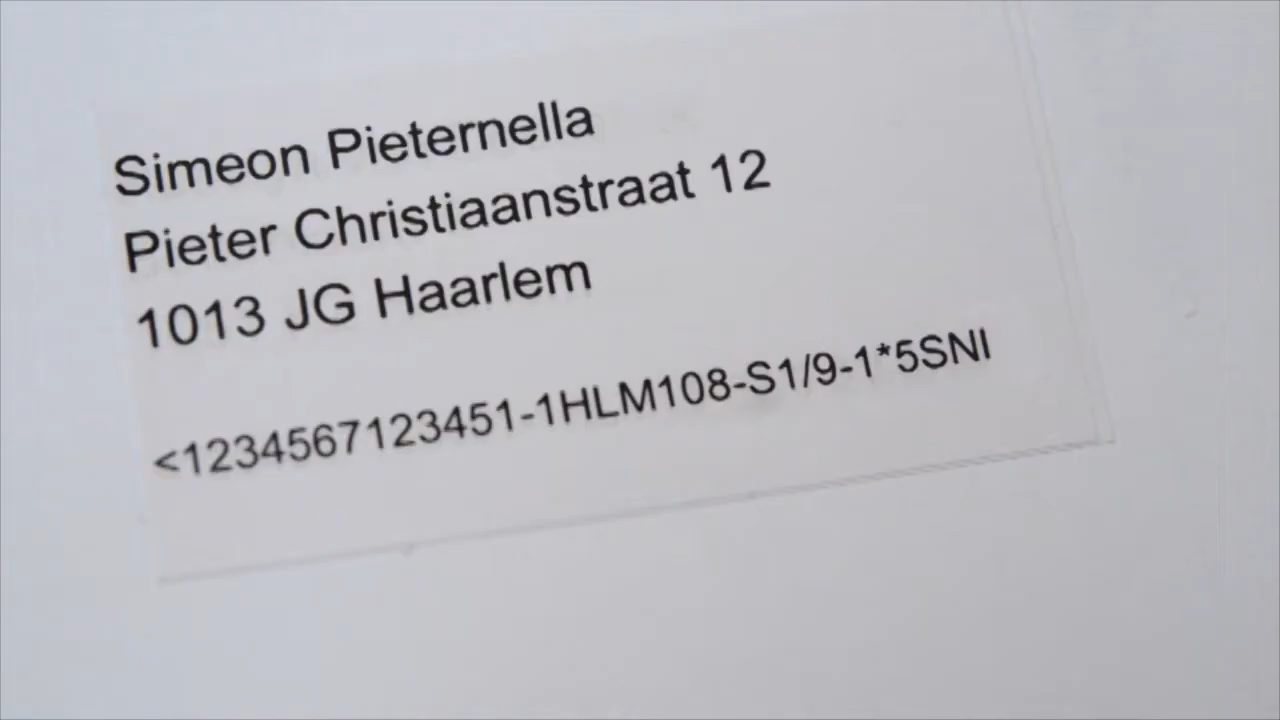 Simeon Pieternella
Pieter Christiaanstraat 12
1013 JG Haarlem
<1234567123451-1HLM108-S1/9-1*5SNI